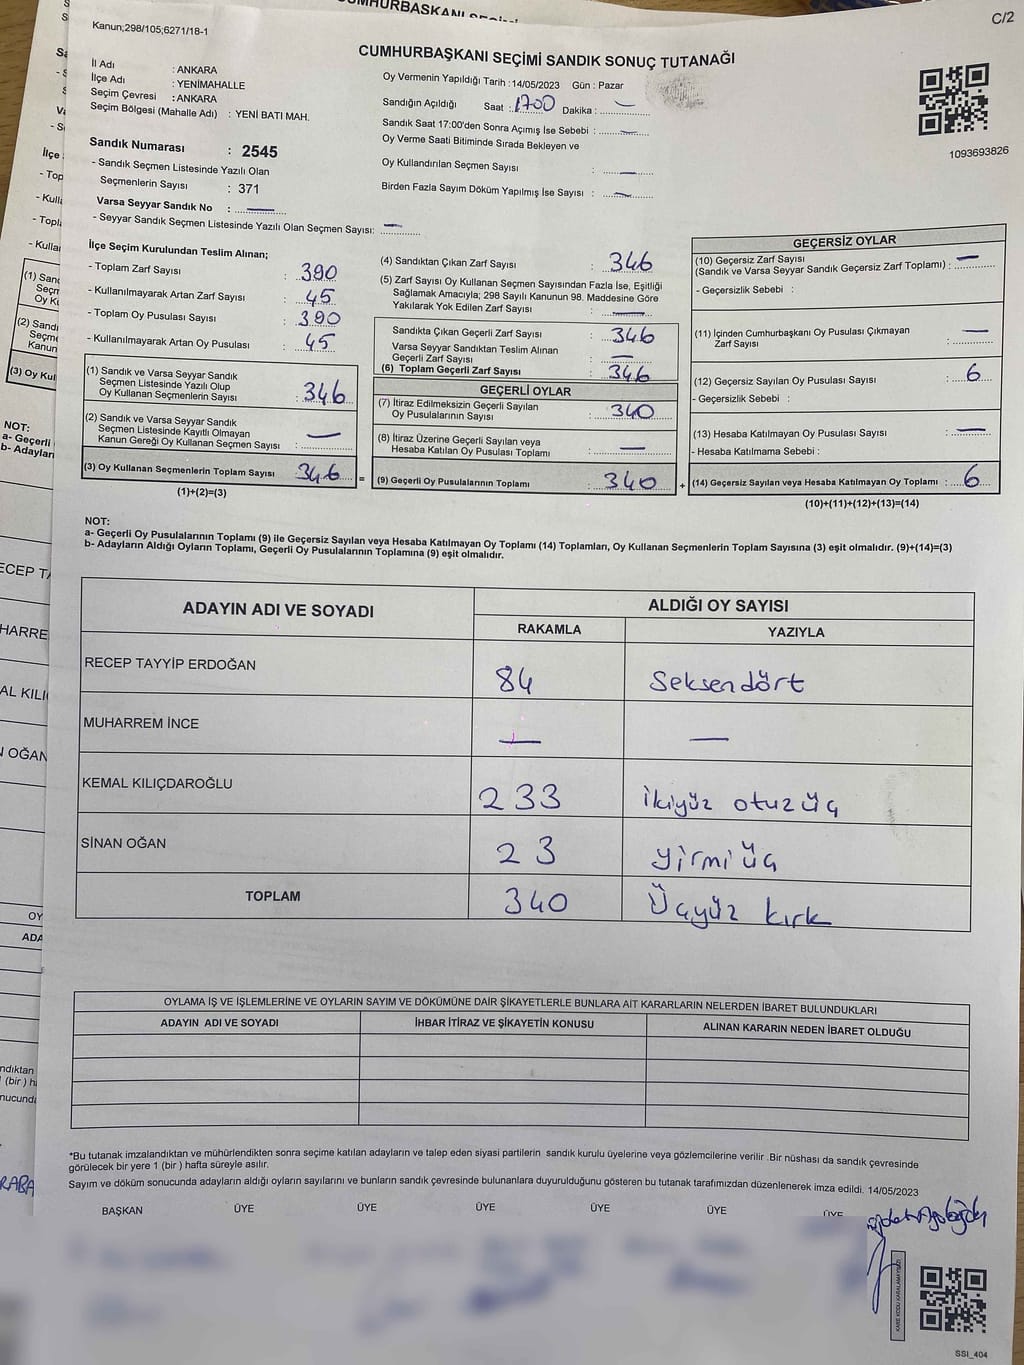 C/2
Kanun;298/105;6271/18-1
CUMHURBAŞKANI SEÇİMİ SANDIK SONUÇ TUTANAĞI
İl Adı : ANKARA
İlçe Adı : YENİMAHALLE
Seçim Çevresi : ANKARA
Seçim Bölgesi (Mahalle Adı) : YENİ BATI MAH.
Oy Vermenin Yapıldığı Tarih :14/05/2023 Gün : Pazar
Sandığın Açıldığı Saat : 1700 Dakika : —
Sandık Saat 17:00'den Sonra Açımış İse Sebebi : —
Oy Verme Saati Bitiminde Sırada Bekleyen ve
Oy Kullandırılan Seçmen Sayısı : —
Birden Fazla Sayım Döküm Yapılmış İse Sayısı : —
1093693826
Sandık Numarası : 2545
- Sandık Seçmen Listesinde Yazılı Olan
Seçmenlerin Sayısı : 371
Varsa Seyyar Sandık No : —
- Seyyar Sandık Seçmen Listesinde Yazılı Olan Seçmen Sayısı: —
İlçe Seçim Kurulundan Teslim Alınan;
- Toplam Zarf Sayısı : 390
- Kullanılmayarak Artan Zarf Sayısı : 45
- Toplam Oy Pusulası Sayısı : 390
- Kullanılmayarak Artan Oy Pusulası : 45
(1) Sandık ve Varsa Seyyar Sandık
Seçmen Listesinde Yazılı Olup
Oy Kullanan Seçmenlerin Sayısı : 346
(2) Sandık ve Varsa Seyyar Sandık
Seçmen Listesinde Kayıtlı Olmayan
Kanun Gereği Oy Kullanan Seçmen Sayısı : —
(3) Oy Kullanan Seçmenlerin Toplam Sayısı : 346 =
(1)+(2)=(3)
(4) Sandıktan Çıkan Zarf Sayısı : 346
(5) Zarf Sayısı Oy Kullanan Seçmen Sayısından Fazla İse, Eşitliği
Sağlamak Amacıyla; 298 Sayılı Kanunun 98. Maddesine Göre
Yakılarak Yok Edilen Zarf Sayısı : —
Sandıkta Çıkan Geçerli Zarf Sayısı : 346
Varsa Seyyar Sandıktan Teslim Alınan
Geçerli Zarf Sayısı : —
(6) Toplam Geçerli Zarf Sayısı : 346
GEÇERLİ OYLAR
(7) İtiraz Edilmeksizin Geçerli Sayılan
Oy Pusulalarının Sayısı : 340
(8) İtiraz Üzerine Geçerli Sayılan veya
Hesaba Katılan Oy Pusulası Toplamı : —
(9) Geçerli Oy Pusulalarının Toplamı : 340 +
GEÇERSİZ OYLAR
(10) Geçersiz Zarf Sayısı
(Sandık ve Varsa Seyyar Sandık Geçersiz Zarf Toplamı) : —
- Geçersizlik Sebebi :
(11) İçinden Cumhurbaşkanı Oy Pusulası Çıkmayan
Zarf Sayısı : —
(12) Geçersiz Sayılan Oy Pusulası Sayısı : 6
- Geçersizlik Sebebi :
(13) Hesaba Katılmayan Oy Pusulası Sayısı : —
- Hesaba Katılmama Sebebi :
(14) Geçersiz Sayılan veya Hesaba Katılmayan Oy Toplamı : 6
(10)+(11)+(12)+(13)=(14)
NOT:
a- Geçerli Oy Pusulalarının Toplamı (9) ile Geçersiz Sayılan veya Hesaba Katılmayan Oy Toplamı (14) Toplamları, Oy Kullanan Seçmenlerin Toplam Sayısına (3) eşit olmalıdır. (9)+(14)=(3)
b- Adayların Aldığı Oyların Toplamı, Geçerli Oy Pusulalarının Toplamına (9) eşit olmalıdır.
ADAYIN ADI VE SOYADI ALDIĞI OY SAYISI
RAKAMLA YAZIYLA
RECEP TAYYİP ERDOĞAN 84 Seksendört
MUHARREM İNCE — —
KEMAL KILIÇDAROĞLU 233 ikiyüz otuzüç
SİNAN OĞAN 23 yirmiüç
TOPLAM 340 Üçyüz kırk
OYLAMA İŞ VE İŞLEMLERİNE VE OYLARIN SAYIM VE DÖKÜMÜNE DAİR ŞİKAYETLERLE BUNLARA AİT KARARLARIN NELERDEN İBARET BULUNDUKLARI
ADAYIN ADI VE SOYADI İHBAR İTİRAZ VE ŞİKAYETİN KONUSU ALINAN KARARIN NEDEN İBARET OLDUĞU
*Bu tutanak imzalandıktan ve mühürlendikten sonra seçime katılan adayların ve talep eden siyasi partilerin sandık kurulu üyelerine veya gözlemcilerine verilir .Bir nüshası da sandık çevresinde
görülecek bir yere 1 (bir ) hafta süreyle asılır.
Sayım ve döküm sonucunda adayların aldığı oyların sayılarını ve bunların sandık çevresinde bulunanlara duyurulduğunu gösteren bu tutanak tarafımızdan düzenlenerek imza edildi. 14/05/2023
BAŞKAN ÜYE ÜYE ÜYE ÜYE ÜYE ÜYE
SSI_404